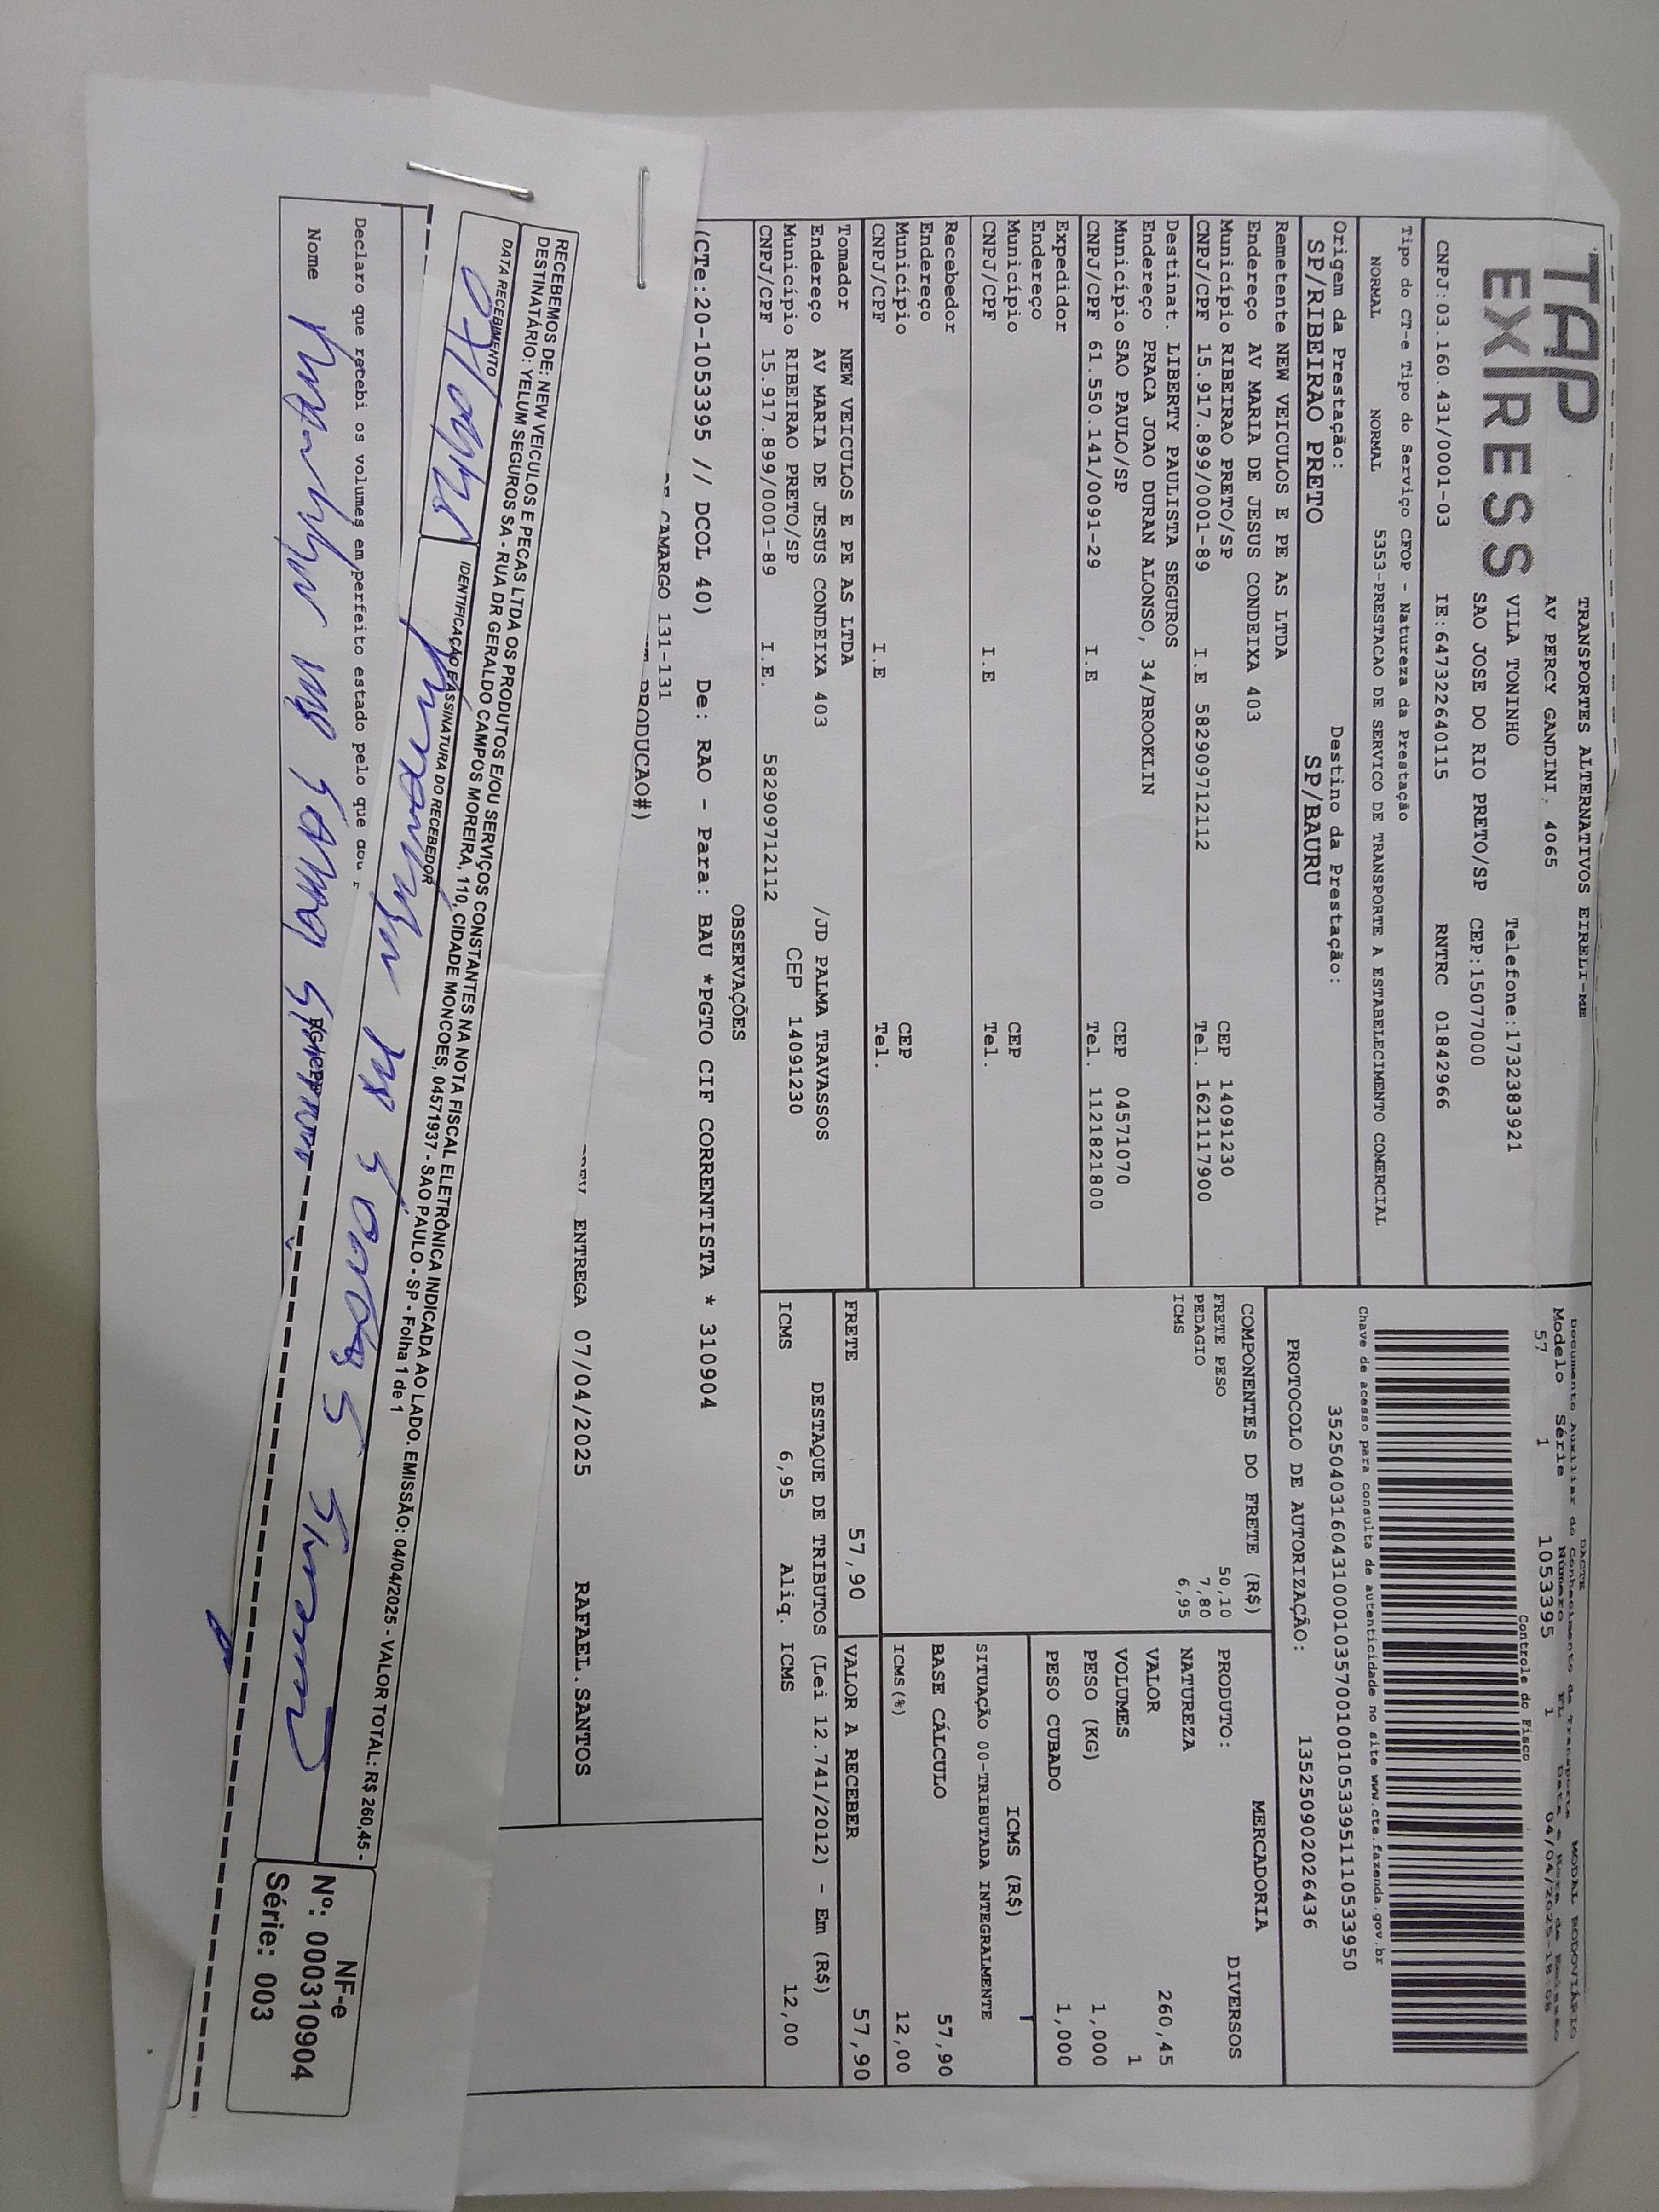 TAP
EXPRESS
TRANSPORTES ALTERNATIVOS EIRELI-ME
AV PERCY GANDINI, 4065
VILA TONINHO Telefone:1732383921
SAO JOSE DO RIO PRETO/SP CEP:15077000
CNPJ:03.160.431/0001-03 IE:647322640115 RNTRC 01842966
Tipo do CT-e Tipo do Serviço CFOP - Natureza da Prestação
NORMAL NORMAL 5353-PRESTACAO DE SERVICO DE TRANSPORTE A ESTABELECIMENTO COMERCIAL
Origem da Prestação: Destino da Prestação:
SP/RIBEIRAO PRETO SP/BAURU
Remetente NEW VEICULOS E PE AS LTDA
Endereço AV MARIA DE JESUS CONDEIXA 403
Município RIBEIRAO PRETO/SP CEP 14091230
CNPJ/CPF 15.917.899/0001-89 I.E 582909712112 Tel. 1621117900
Destinat. LIBERTY PAULISTA SEGUROS
Endereço PRACA JOAO DURAN ALONSO, 34/BROOKLIN
Município SAO PAULO/SP CEP 04571070
CNPJ/CPF 61.550.141/0091-29 I.E Tel. 1121821800
Expedidor
Endereço
Município CEP
CNPJ/CPF I.E Tel.
Recebedor
Endereço
Município CEP
CNPJ/CPF I.E Tel.
Tomador NEW VEICULOS E PE AS LTDA
Endereço AV MARIA DE JESUS CONDEIXA 403 /JD PALMA TRAVASSOS
Município RIBEIRAO PRETO/SP CEP 14091230
CNPJ/CPF 15.917.899/0001-89 I.E. 582909712112
DACTE MODAL RODOVIÁRIO
Documento Auxiliar do Conhecimento de Transporte
Modelo Série Número FL Data e Hora de Emissão
57 1 1053395 1 04/04/2025-18:08
Controle do Fisco
Chave de acesso para consulta de autenticidade no site www.cte.fazenda.gov.br
35250403160431000103570010010533951110533950
PROTOCOLO DE AUTORIZAÇÃO: 135250902026436
COMPONENTES DO FRETE (R$)
FRETE PESO 50,10
PEDAGIO 7,80
ICMS 6,95
MERCADORIA
PRODUTO: DIVERSOS
NATUREZA
VALOR 260,45
VOLUMES 1
PESO (KG) 1,000
PESO CUBADO 1,000
ICMS (R$)
SITUAÇÃO 00-TRIBUTADA INTEGRALMENTE
BASE CÁLCULO 57,90
ICMS(%) 12,00
FRETE 57,90 VALOR A RECEBER 57,90
DESTAQUE DE TRIBUTOS (Lei 12.741/2012) - Em (R$)
ICMS 6,95 Aliq. ICMS 12,00
OBSERVAÇÕES
(CTe:20-1053395 // DCOL 40) De: RAO - Para: BAU *PGTO CIF CORRENTISTA * 310904
CAMARGO 131-131
PRODUCAO#)
ENTREGA 07/04/2025 RAFAEL.SANTOS
RECEBEMOS DE: NEW VEICULOS E PECAS LTDA OS PRODUTOS E/OU SERVIÇOS CONSTANTES NA NOTA FISCAL ELETRÔNICA INDICADA AO LADO. EMISSÃO: 04/04/2025 - VALOR TOTAL: R$ 260,45 -
DESTINATÁRIO: YELUM SEGUROS SA - RUA DR GERALDO CAMPOS MOREIRA, 110, CIDADE MONCOES, 04571937 - SAO PAULO - SP - Folha 1 de 1
DATA RECEBIMENTO IDENTIFICAÇÃO E ASSINATURA DO RECEBEDOR
NF-e
Nº: 000310904
Série: 003
Declaro que recebi os volumes em perfeito estado pelo que dou
Nome RG/CPF